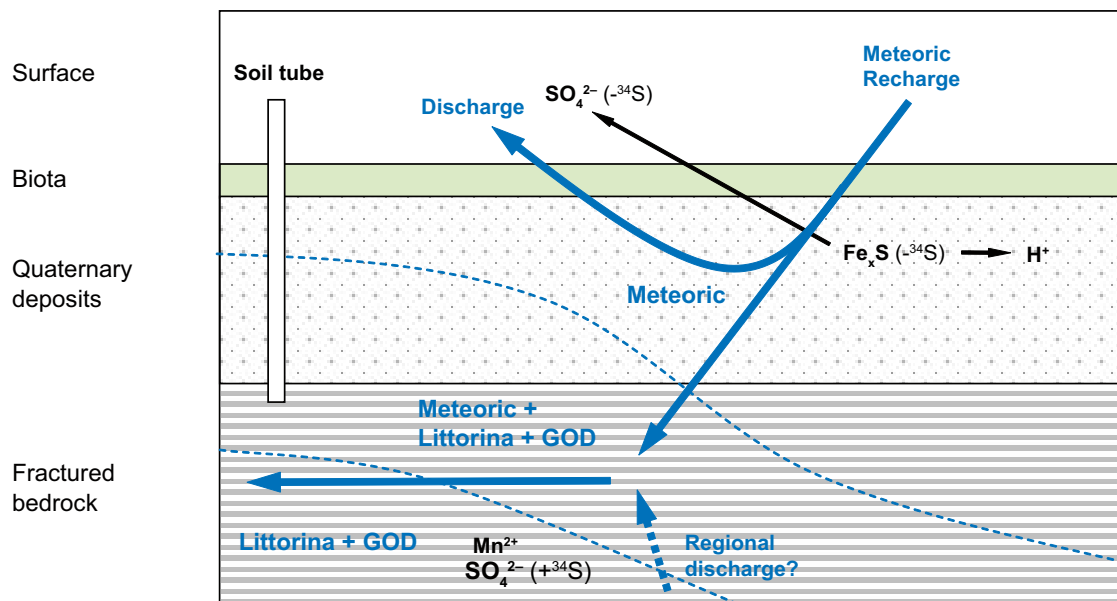 Surface
Soil tube
SO₄²⁻ (-³⁴S)
Meteoric
Recharge
Discharge
Biota
Quaternary
deposits
FeₓS (-³⁴S)
H⁺
Meteoric
Meteoric +
Littorina + GOD
Fractured
bedrock
Littorina + GOD
Mn²⁺
SO₄²⁻ (+³⁴S)
Regional
discharge?